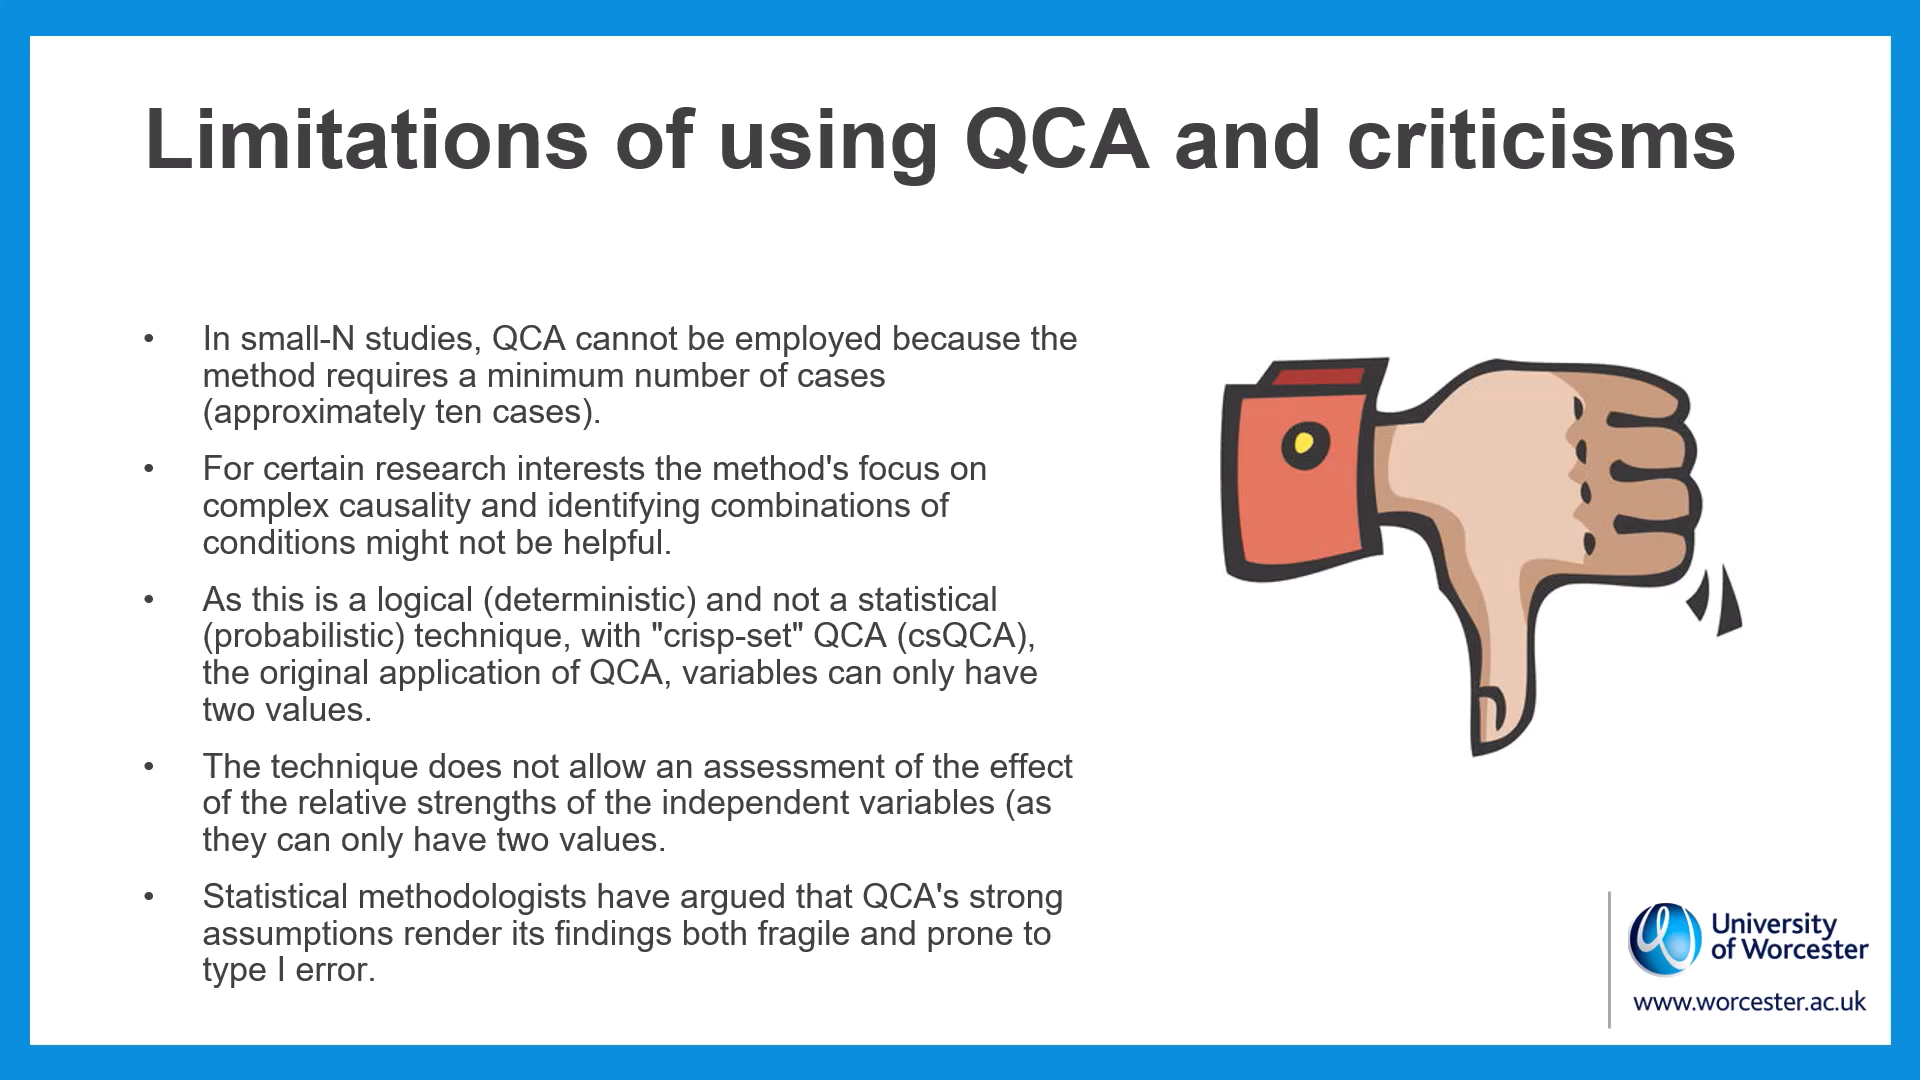 Limitations of using QCA and criticisms
• In small-N studies, QCA cannot be employed because the
method requires a minimum number of cases
(approximately ten cases).
• For certain research interests the method's focus on
complex causality and identifying combinations of
conditions might not be helpful.
• As this is a logical (deterministic) and not a statistical
(probabilistic) technique, with "crisp-set" QCA (csQCA),
the original application of QCA, variables can only have
two values.
• The technique does not allow an assessment of the effect
of the relative strengths of the independent variables (as
they can only have two values.
• Statistical methodologists have argued that QCA's strong
assumptions render its findings both fragile and prone to
type I error.
University
of Worcester
www.worcester.ac.uk